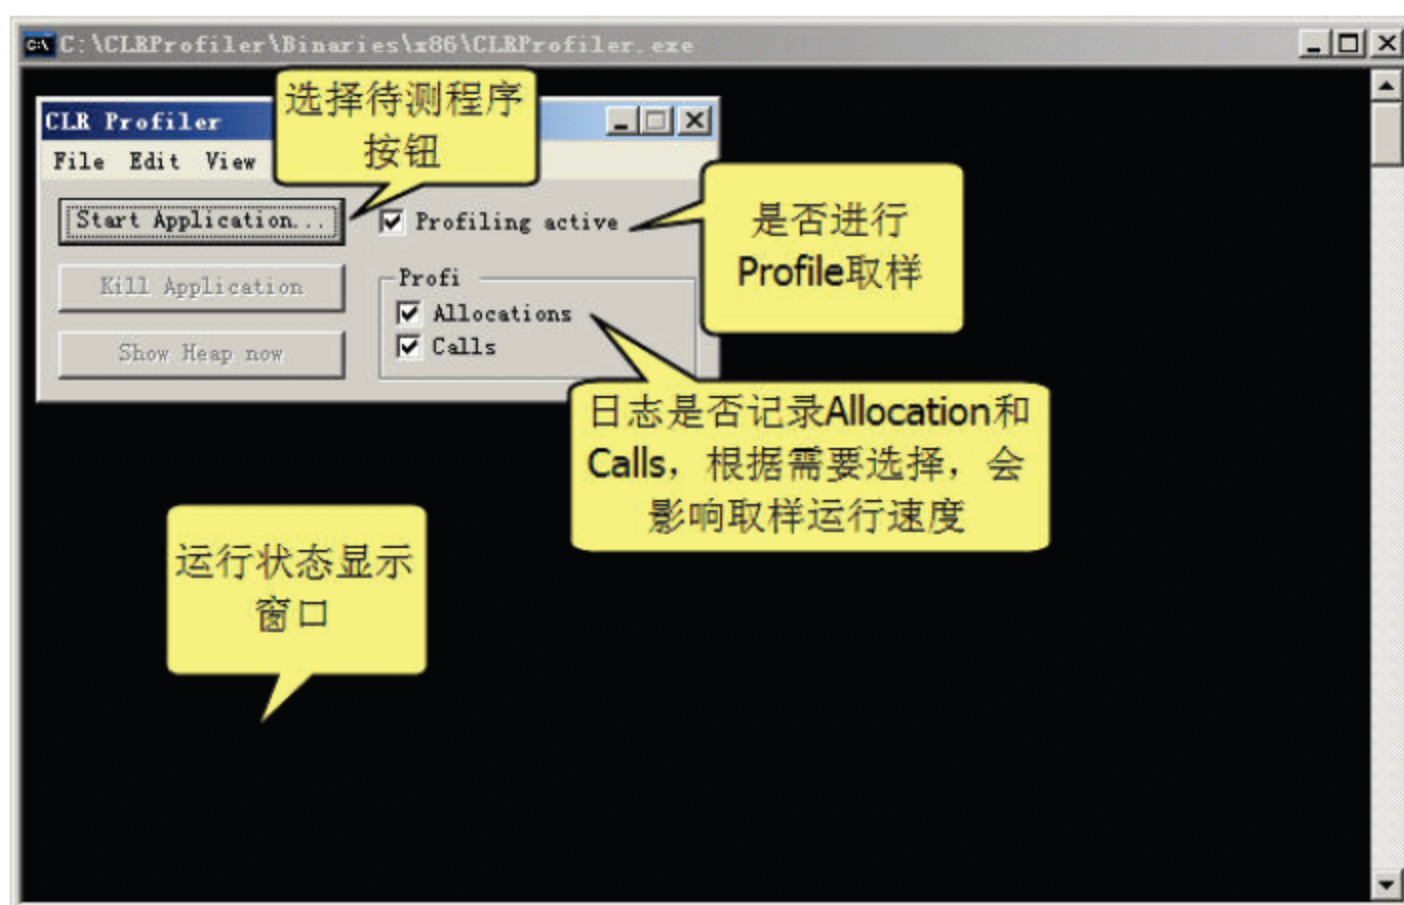 C:\CLRProfiler\Binaries\x86\CLRProfiler.exe
选择待测程序
按钮
CLR Profiler
File Edit View
Start Application...
Profiling active
是否进行
Profile取样
Kill Application
Profi
Allocations
Show Heap now
Calls
日志是否记录Allocation和
Calls，根据需要选择，会
影响取样运行速度
运行状态显示
窗口